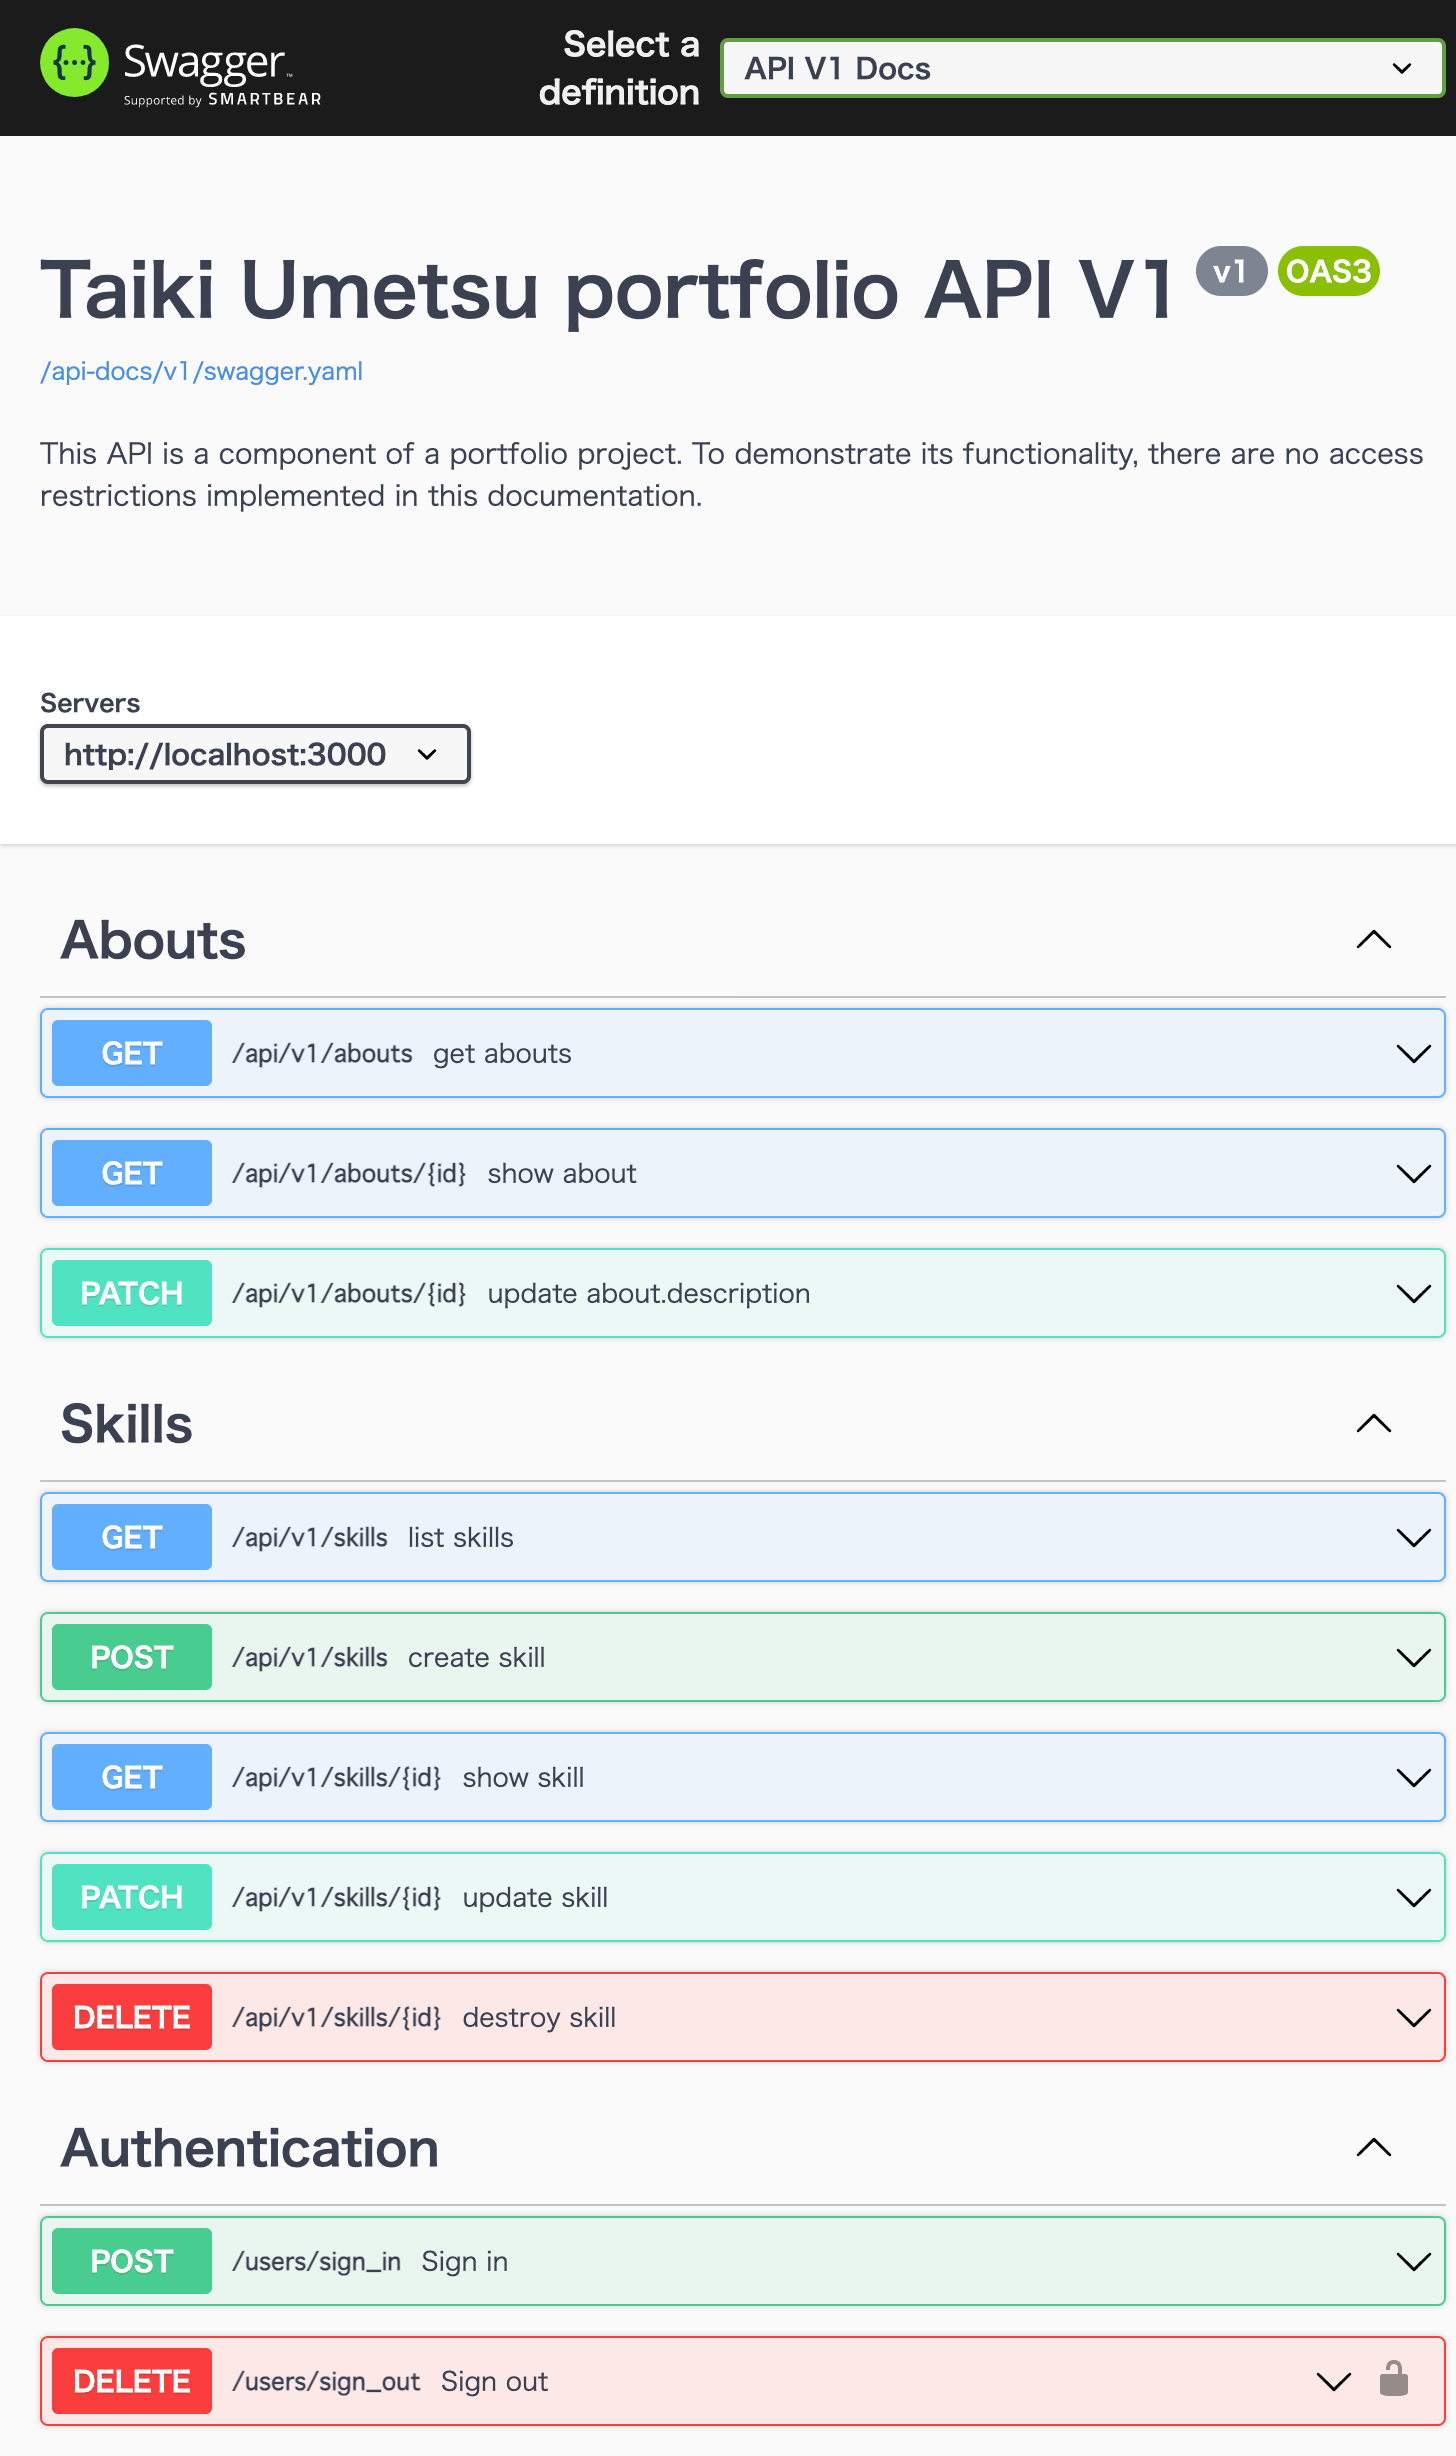 {···} Swagger™
Supported by SMARTBEAR
Select a
definition
API V1 Docs
Taiki Umetsu portfolio API V1 v1 OAS3
/api-docs/v1/swagger.yaml
This API is a component of a portfolio project. To demonstrate its functionality, there are no access
restrictions implemented in this documentation.
Servers
http://localhost:3000
Abouts
GET /api/v1/abouts get abouts
GET /api/v1/abouts/{id} show about
PATCH /api/v1/abouts/{id} update about.description
Skills
GET /api/v1/skills list skills
POST /api/v1/skills create skill
GET /api/v1/skills/{id} show skill
PATCH /api/v1/skills/{id} update skill
DELETE /api/v1/skills/{id} destroy skill
Authentication
POST /users/sign_in Sign in
DELETE /users/sign_out Sign out